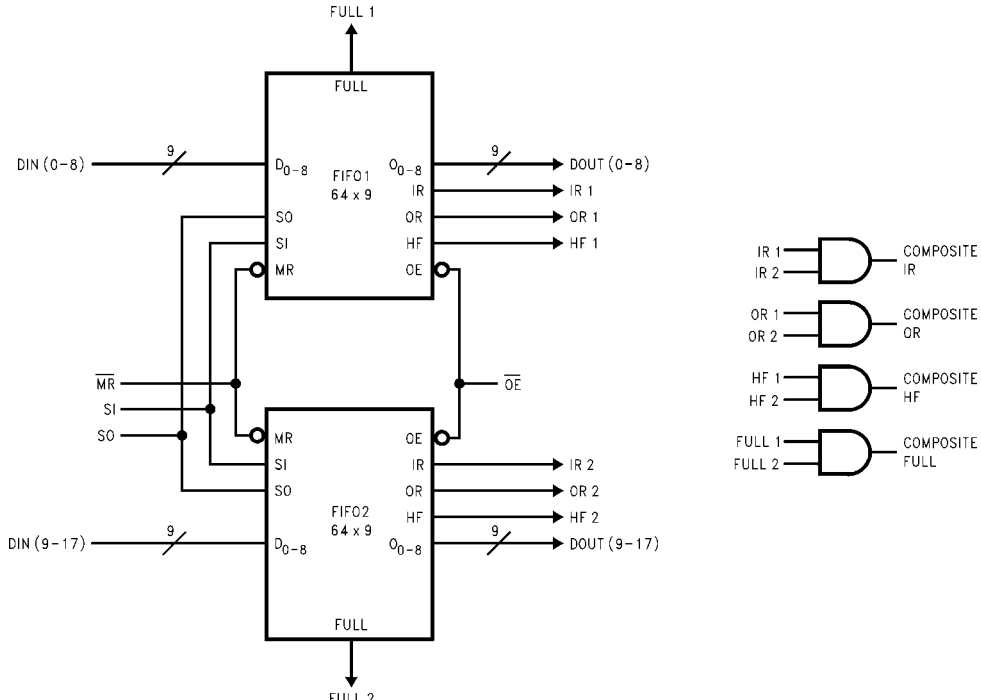 FULL 1
FULL
DIN (0-8) 9 D0-8 FIFO1 64 x 9 O0-8 9 DOUT (0-8)
IR IR 1
SO OR OR 1
SI HF HF 1
MR OE
MR OE
SI
SO
MR OE
SI IR IR 2
SO OR OR 2
FIFO2 64 x 9 HF HF 2
DIN (9-17) 9 D0-8 O0-8 9 DOUT (9-17)
FULL
FULL 2
IR 1
IR 2
COMPOSITE
IR
OR 1
OR 2
COMPOSITE
OR
HF 1
HF 2
COMPOSITE
HF
FULL 1
FULL 2
COMPOSITE
FULL